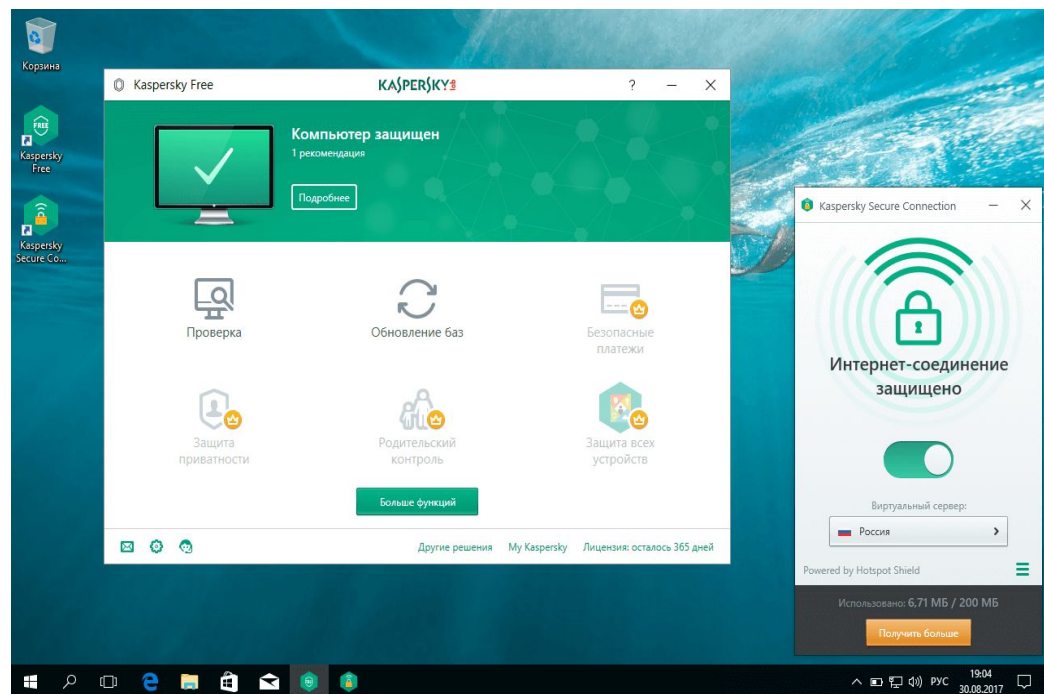 Корзина
FREE
Kaspersky
Free
Kaspersky
Secure Co...
Kaspersky Free
KASPERSKY
?
Компьютер защищен
1 рекомендация
Подробнее
Проверка
Обновление баз
Безопасные
платежи
Защита
приватности
Родительский
контроль
Защита всех
устройств
Больше функций
Другие решения
My Kaspersky
Лицензия: осталось 365 дней
Kaspersky Secure Connection
Интернет-соединение
защищено
Виртуальный сервер:
Россия
Powered by Hotspot Shield
Использовано: 6,71 МБ / 200 МБ
Получить больше
РУС
19:04
30.08.2017